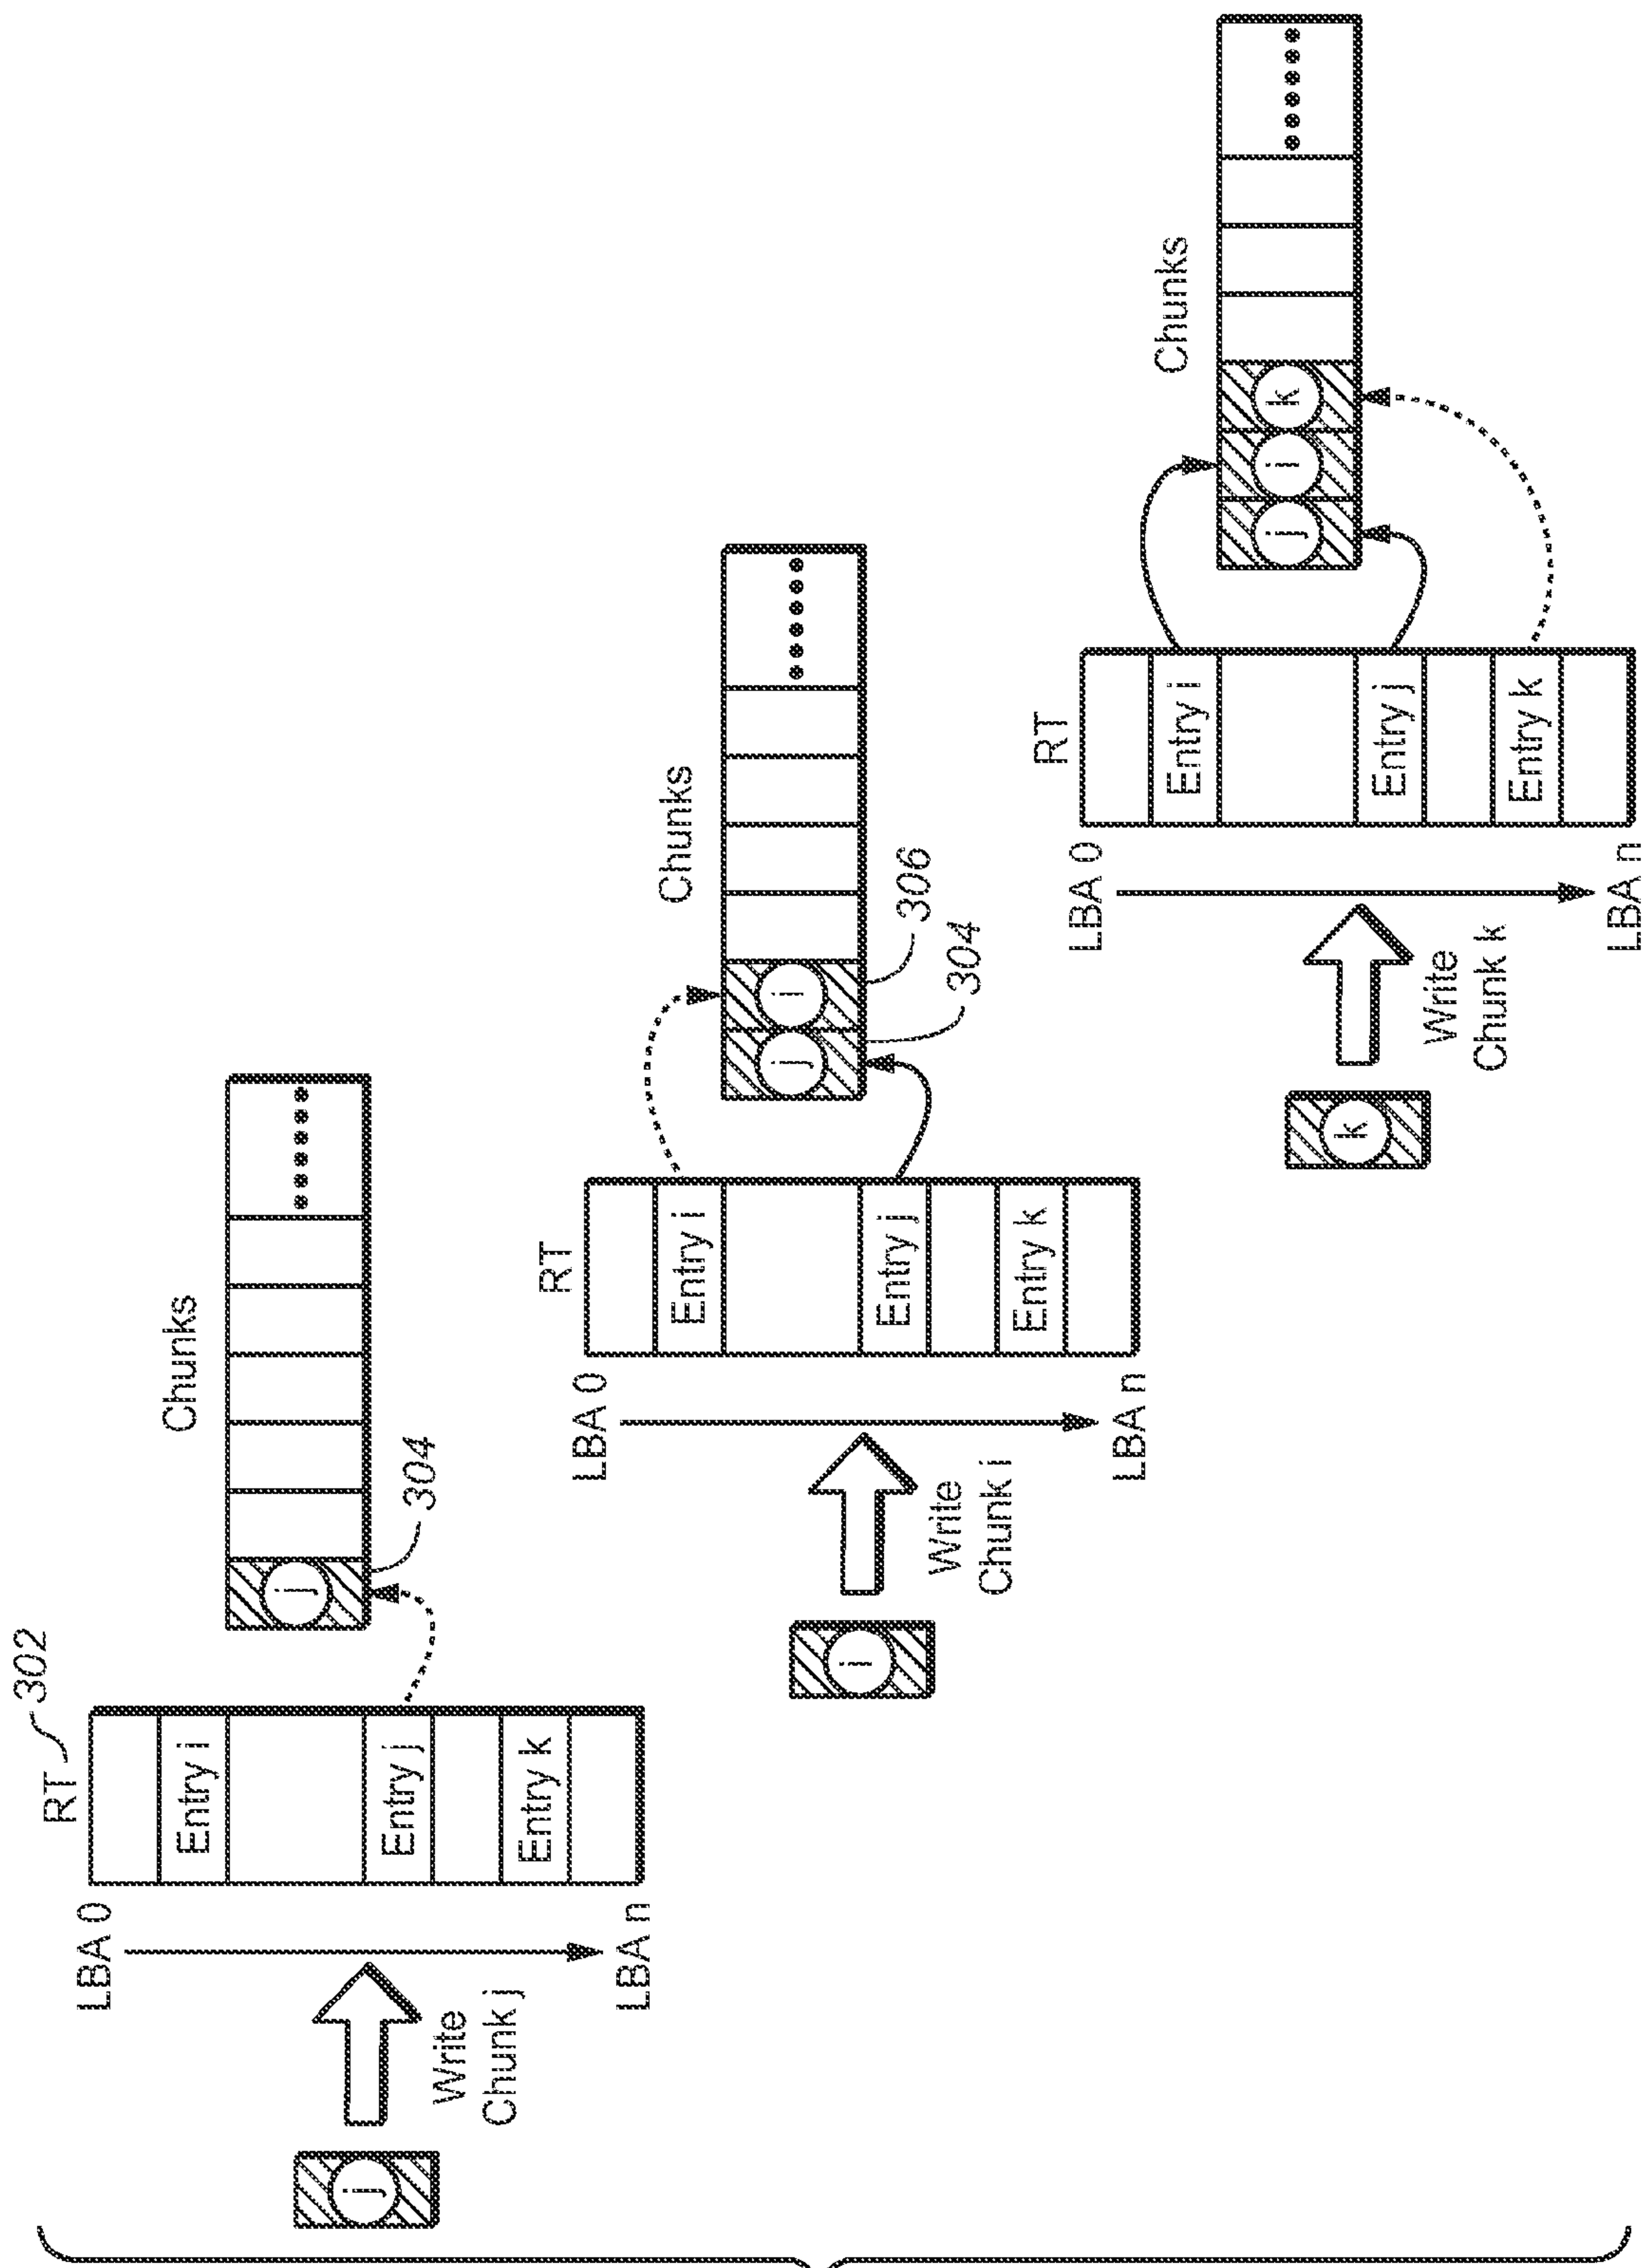 RT 302
LBA 0
Entry i
Entry j
Entry k
LBA n
j
Write
Chunk j
Chunks
j
304
RT
LBA 0
Entry i
Entry j
Entry k
LBA n
i
Write
Chunk i
Chunks
j i
306
304
RT
LBA 0
Entry i
Entry j
Entry k
LBA n
k
Write
Chunk k
Chunks
j i k